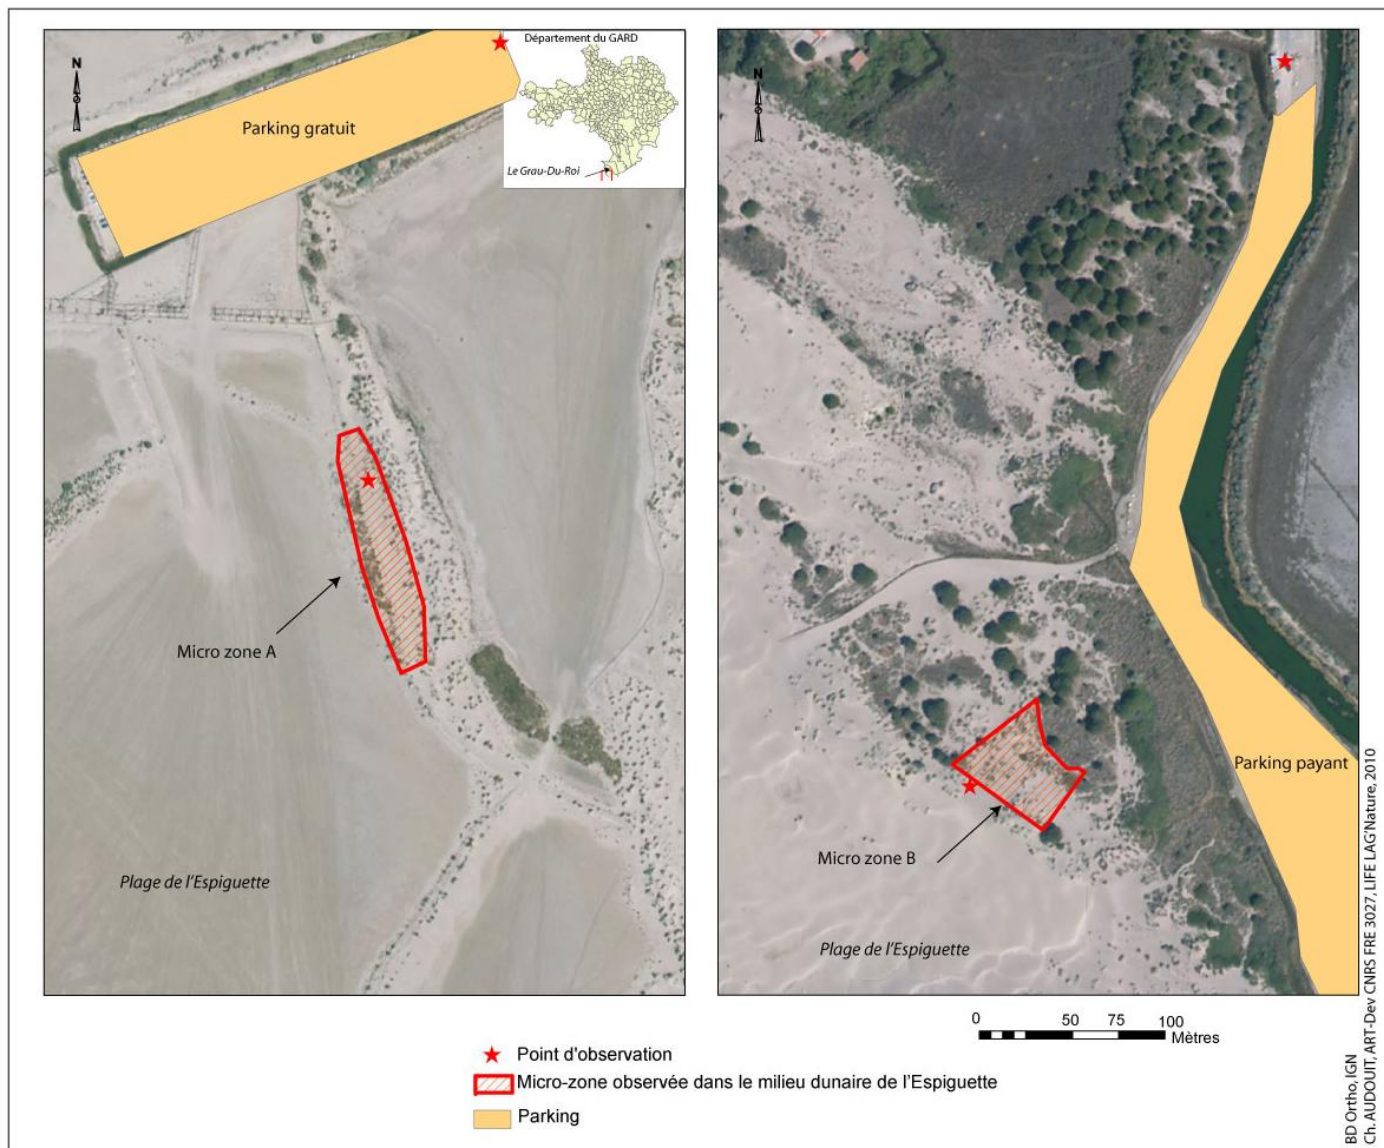 Département du GARD
N
Parking gratuit
Le Grau-Du-Roi
Micro zone A
Plage de l'Espiguette
N
Parking payant
Micro zone B
Plage de l'Espiguette
0 50 75 100
Mètres
Point d'observation
Micro-zone observée dans le milieu dunaire de l'Espiguette
Parking
BD Ortho, IGN
Ch. AUDOUIT, ART-Dev CNRS FRE 3027, LIFE LAG'Nature, 2010